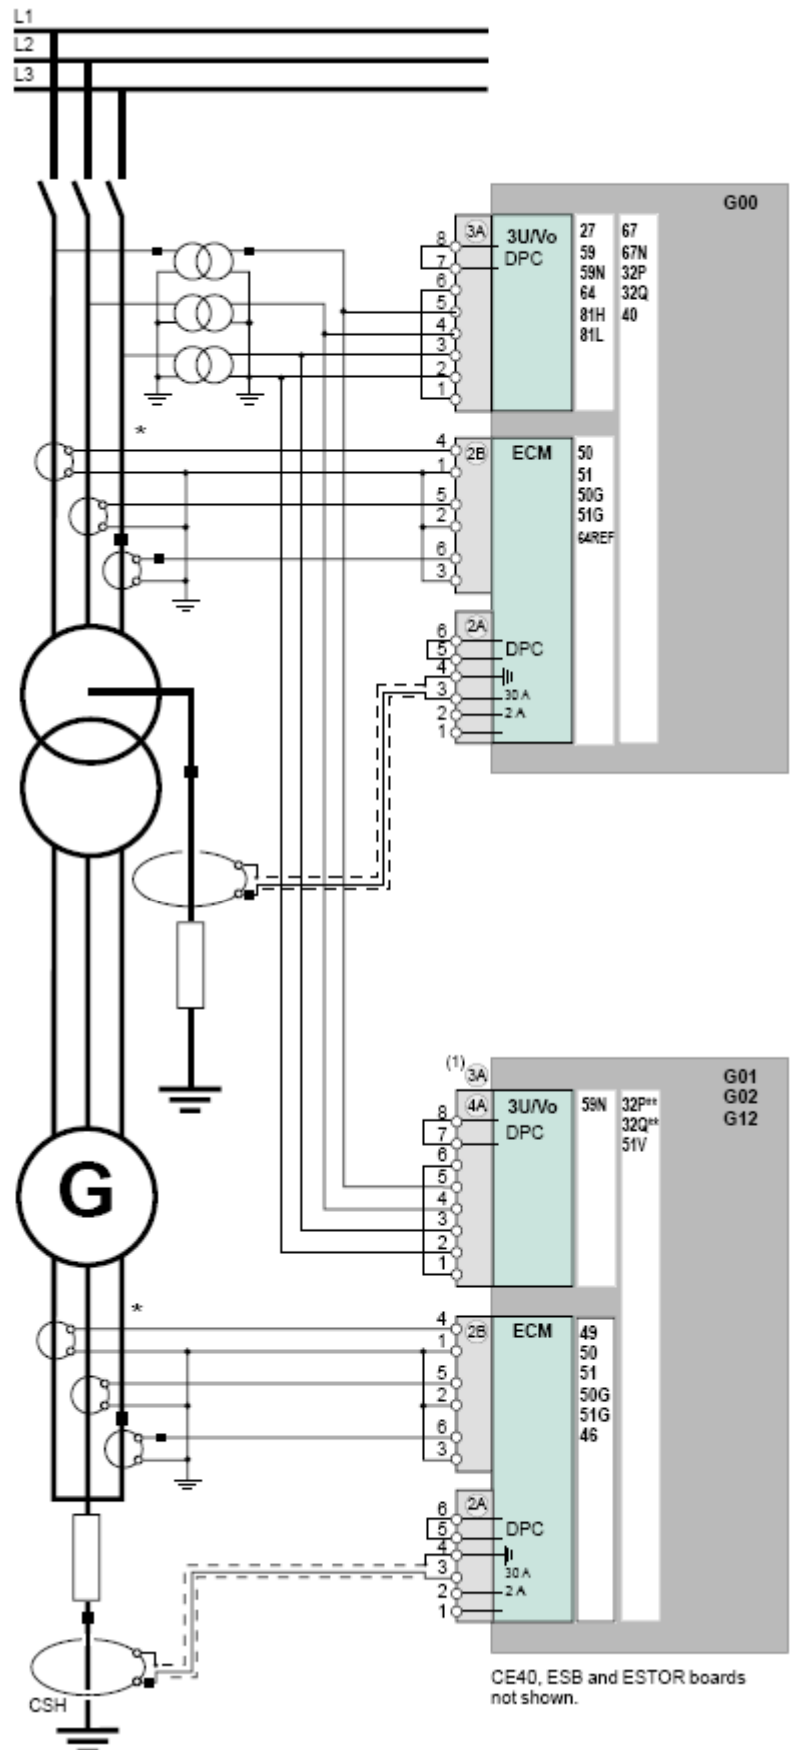 L1
L2
L3
G00
3A
3U/Vo
DPC
8
7
6
5
4
3
2
1
27
59
59N
64
81H
81L
67
67N
32P
32Q
40
*
2B
ECM
4
1
5
2
6
3
50
51
50G
51G
64REF
2A
6
5
4
3
2
1
DPC
30 A
2 A
(1)
3A
4A
G01
G02
G12
3U/Vo
DPC
8
7
6
5
4
3
2
1
59N
32P**
32Q**
51V
G
*
2B
ECM
4
1
5
2
6
3
49
50
51
50G
51G
46
2A
6
5
4
3
2
1
DPC
30 A
2 A
CSH
CE40, ESB and ESTOR boards
not shown.